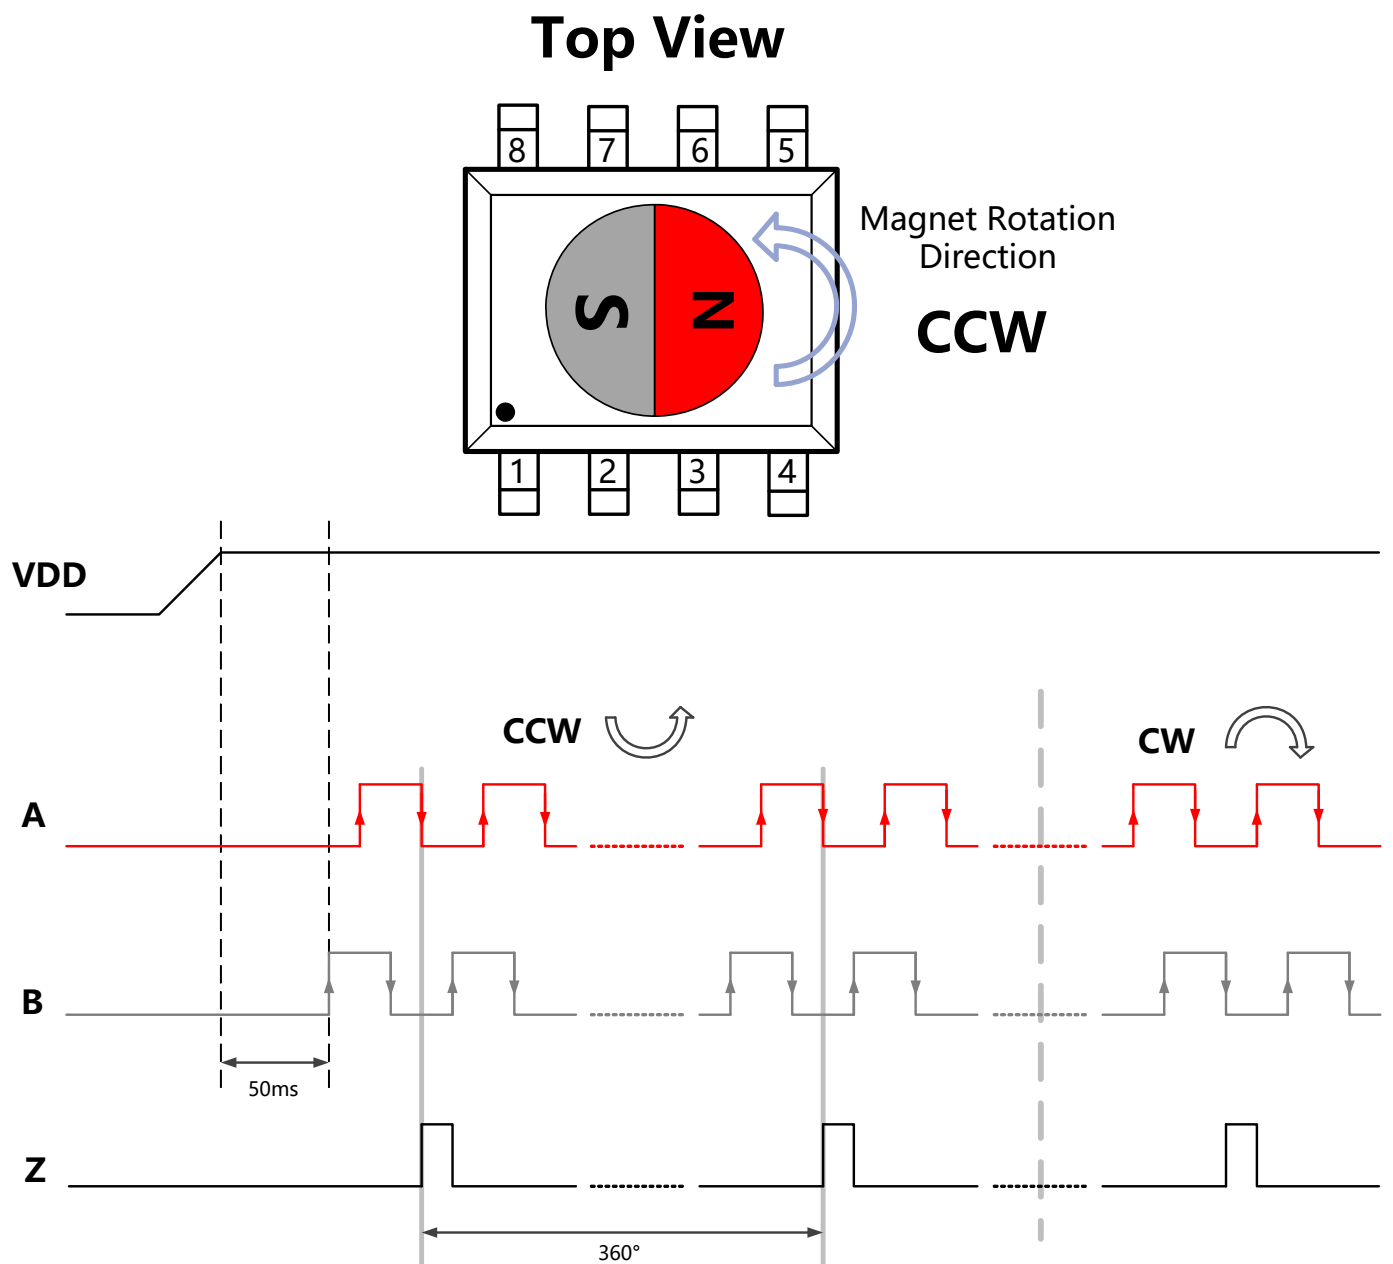 Top View
8 7 6 5
Magnet Rotation
Direction
S N
CCW
1 2 3 4
VDD
CCW
CW
A
B
50ms
Z
360°